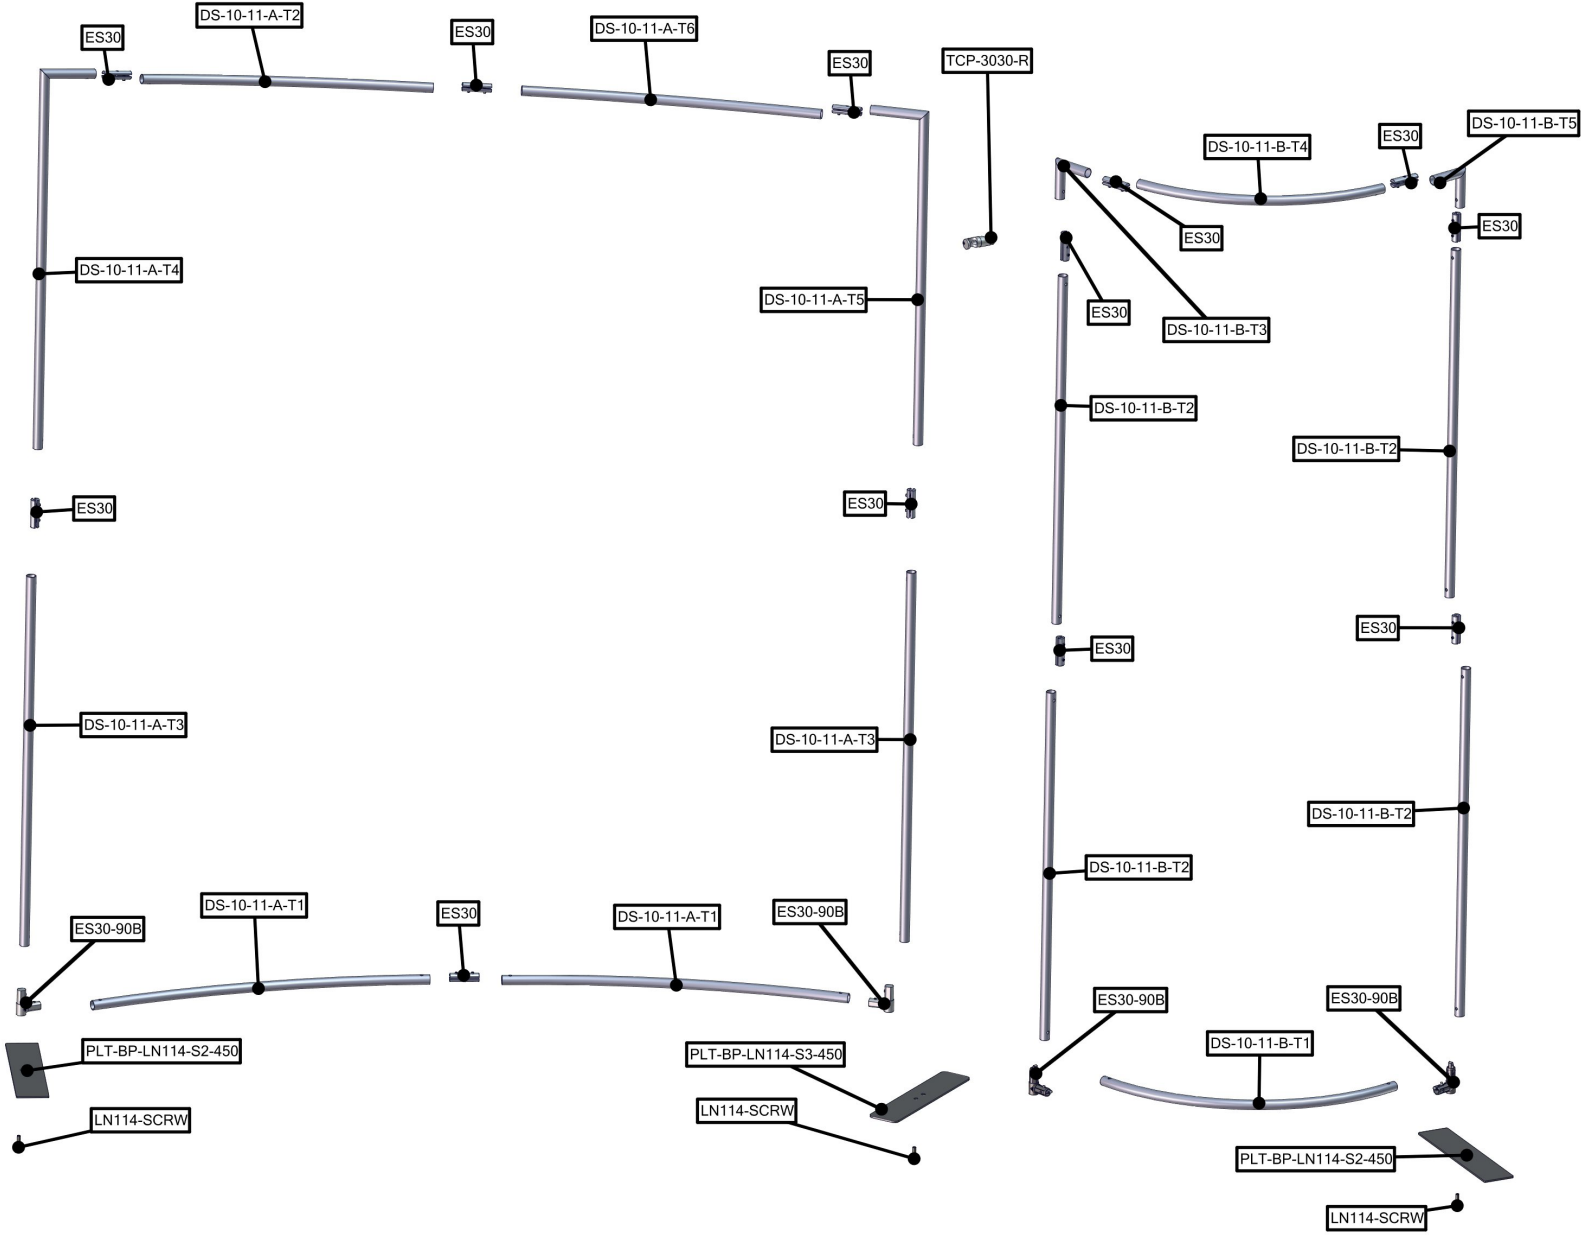 DS-10-11-A-T2
ES30
ES30
DS-10-11-A-T6
ES30
TCP-3030-R
DS-10-11-B-T4
ES30
DS-10-11-B-T5
ES30
ES30
DS-10-11-A-T4
DS-10-11-A-T5
ES30
DS-10-11-B-T3
DS-10-11-B-T2
DS-10-11-B-T2
ES30
ES30
ES30
ES30
DS-10-11-A-T3
DS-10-11-A-T3
DS-10-11-B-T2
DS-10-11-B-T2
DS-10-11-A-T1
ES30
DS-10-11-A-T1
ES30-90B
ES30-90B
ES30-90B
ES30-90B
DS-10-11-B-T1
PLT-BP-LN114-S2-450
PLT-BP-LN114-S3-450
LN114-SCRW
LN114-SCRW
PLT-BP-LN114-S2-450
LN114-SCRW